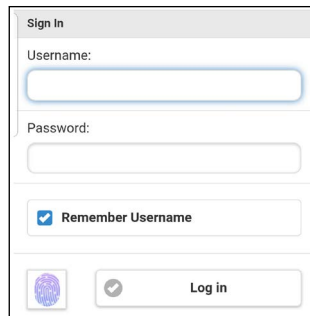 Sign In
Username:
Password:
Remember Username
Log in